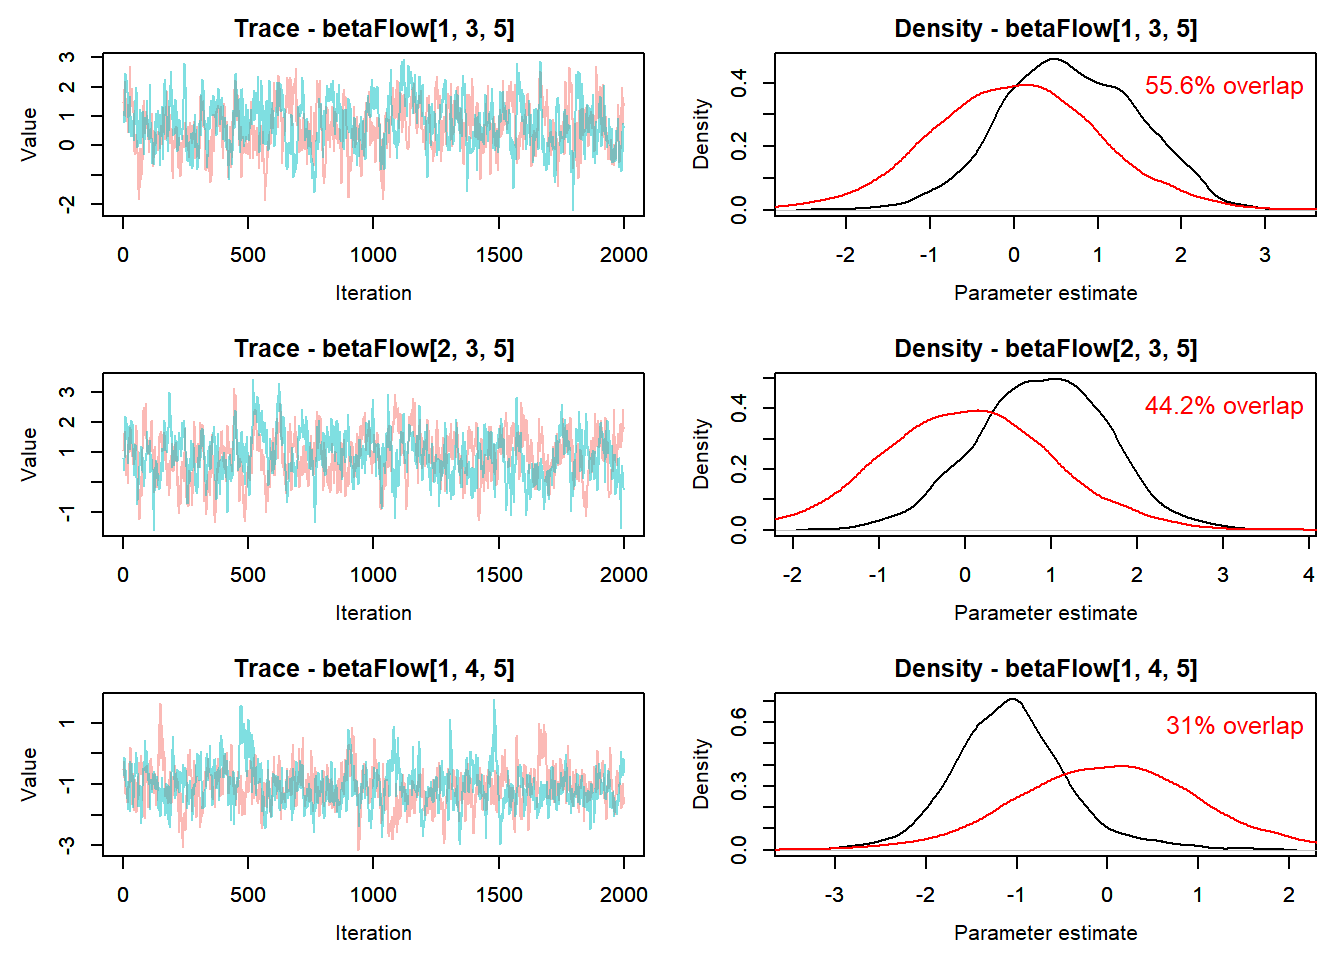 Trace - betaFlow[1, 3, 5]
Value
3
2
1
0
-2
0 500 1000 1500 2000
Iteration
Density - betaFlow[1, 3, 5]
Density
0.4
0.2
0.0
55.6% overlap
-2 -1 0 1 2 3
Parameter estimate
Trace - betaFlow[2, 3, 5]
Value
3
2
1
-1
0 500 1000 1500 2000
Iteration
Density - betaFlow[2, 3, 5]
Density
0.4
0.2
0.0
44.2% overlap
-2 -1 0 1 2 3 4
Parameter estimate
Trace - betaFlow[1, 4, 5]
Value
1
-1
-3
0 500 1000 1500 2000
Iteration
Density - betaFlow[1, 4, 5]
Density
0.6
0.3
0.0
31% overlap
-3 -2 -1 0 1 2
Parameter estimate